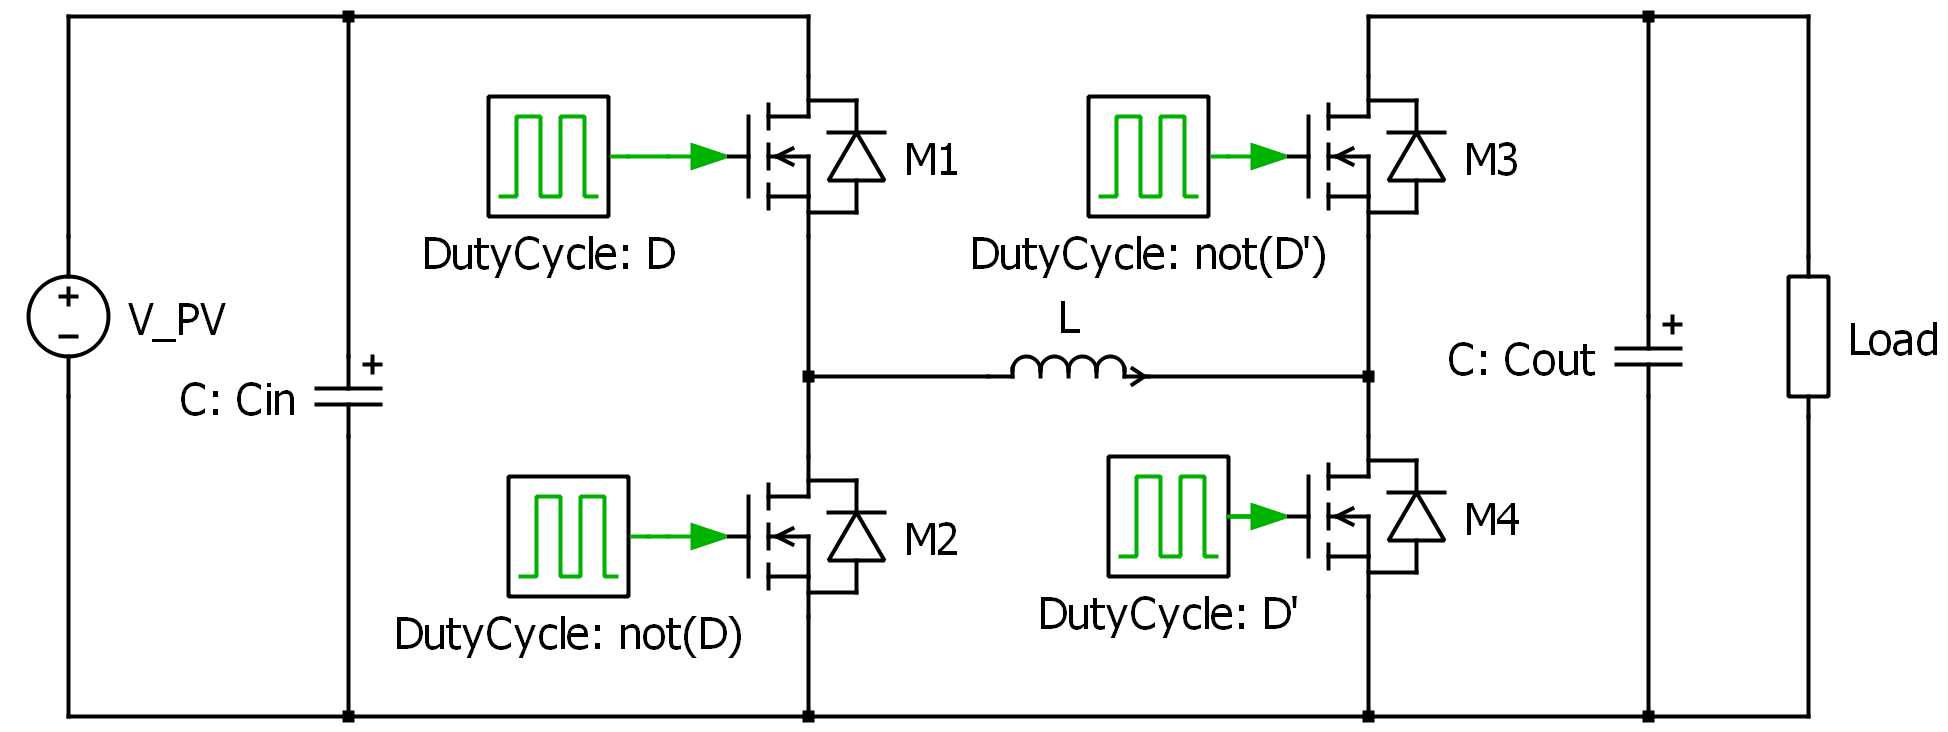 M1
M3
DutyCycle: D
DutyCycle: not(D')
L
V_PV
+
C: Cin
+
C: Cout
Load
M2
M4
DutyCycle: not(D)
DutyCycle: D'